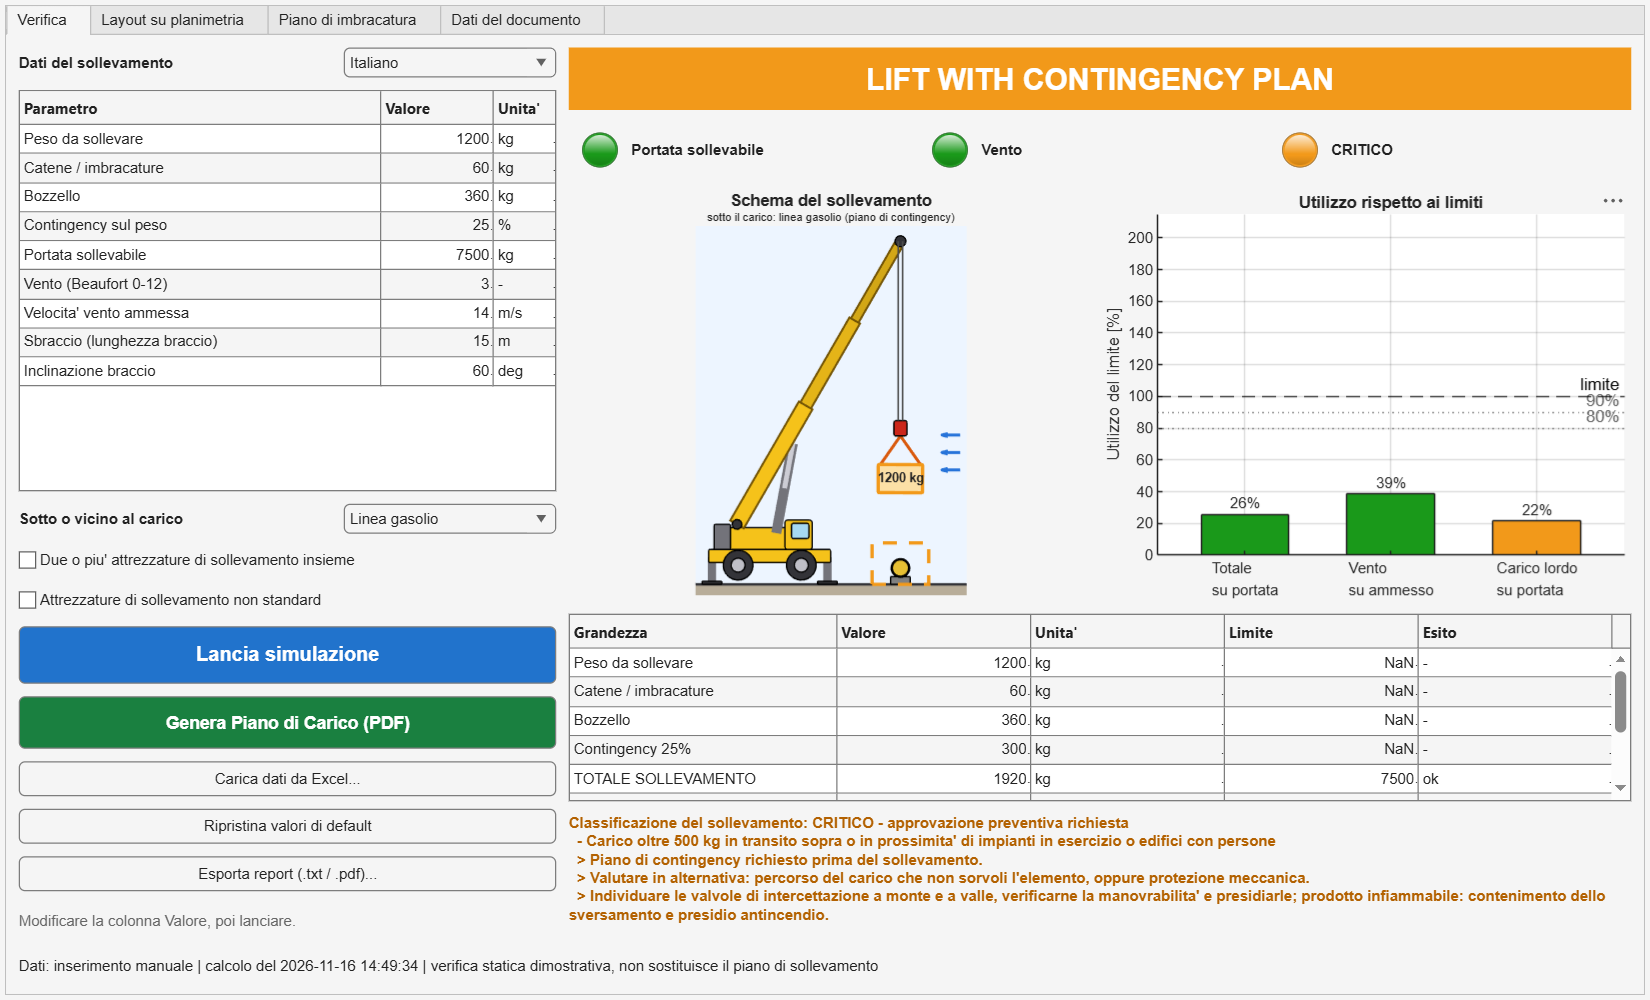 Verifica
Layout su planimetria
Piano di imbracatura
Dati del documento
Dati del sollevamento
Italiano
Parametro Valore Unita'
Peso da sollevare 1200 kg
Catene / imbracature 60 kg
Bozzello 360 kg
Contingency sul peso 25 %
Portata sollevabile 7500 kg
Vento (Beaufort 0-12) 3 -
Velocita' vento ammessa 14 m/s
Sbraccio (lunghezza braccio) 15 m
Inclinazione braccio 60 deg
Sotto o vicino al carico
Linea gasolio
Due o piu' attrezzature di sollevamento insieme
Attrezzature di sollevamento non standard
Lancia simulazione
Genera Piano di Carico (PDF)
Carica dati da Excel...
Ripristina valori di default
Esporta report (.txt / .pdf)...
Modificare la colonna Valore, poi lanciare.
LIFT WITH CONTINGENCY PLAN
Portata sollevabile
Vento
CRITICO
Schema del sollevamento
sotto il carico: linea gasolio (piano di contingency)
1200 kg
Utilizzo rispetto ai limiti
Utilizzo del limite [%]
200
180
160
140
120
100
80
60
40
20
0
limite
90%
80%
26%
39%
22%
Totale
su portata
Vento
su ammesso
Carico lordo
su portata
Grandezza Valore Unita' Limite Esito
Peso da sollevare 1200 kg NaN -
Catene / imbracature 60 kg NaN -
Bozzello 360 kg NaN -
Contingency 25% 300 kg NaN -
TOTALE SOLLEVAMENTO 1920 kg 7500 ok
Classificazione del sollevamento: CRITICO - approvazione preventiva richiesta
- Carico oltre 500 kg in transito sopra o in prossimita' di impianti in esercizio o edifici con persone
> Piano di contingency richiesto prima del sollevamento.
> Valutare in alternativa: percorso del carico che non sorvoli l'elemento, oppure protezione meccanica.
> Individuare le valvole di intercettazione a monte e a valle, verificarne la manovrabilita' e presidiarle; prodotto infiammabile: contenimento dello
sversamento e presidio antincendio.
Dati: inserimento manuale | calcolo del 2026-11-16 14:49:34 | verifica statica dimostrativa, non sostituisce il piano di sollevamento